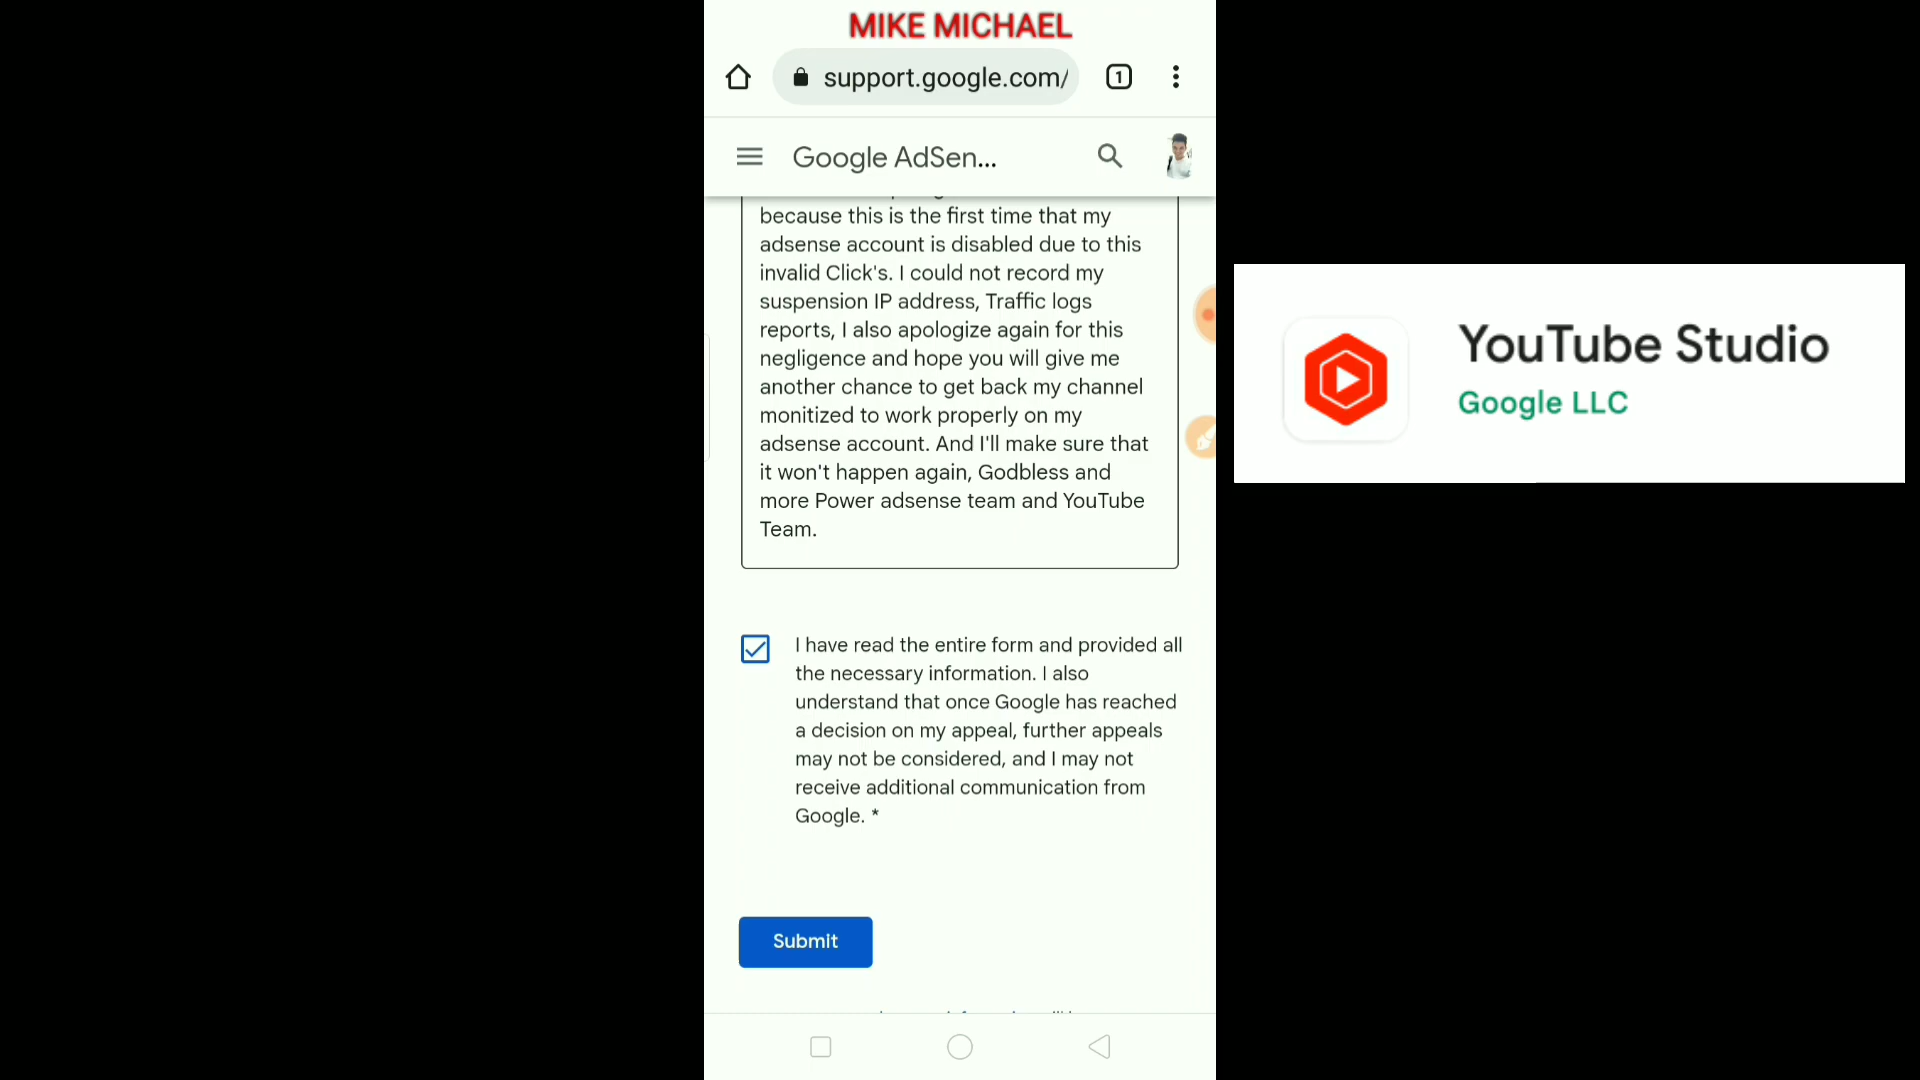 MIKE MICHAEL
support.google.com/
1
Google AdSen...
because this is the first time that my
adsense account is disabled due to this
invalid Click's. I could not record my
suspension IP address, Traffic logs
reports, I also apologize again for this
negligence and hope you will give me
another chance to get back my channel
monitized to work properly on my
adsense account. And I'll make sure that
it won't happen again, Godbless and
more Power adsense team and YouTube
Team.
I have read the entire form and provided all
the necessary information. I also
understand that once Google has reached
a decision on my appeal, further appeals
may not be considered, and I may not
receive additional communication from
Google. *
Submit
YouTube Studio
Google LLC